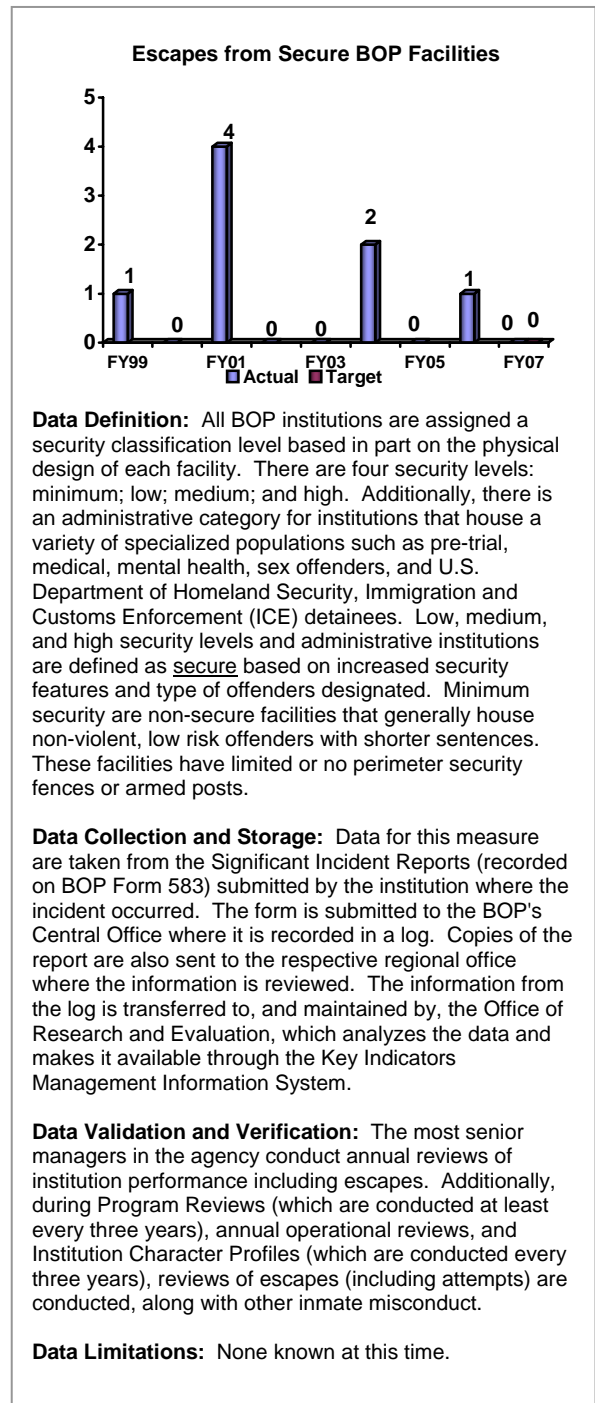 Escapes from Secure BOP Facilities
5
4
3
2
1
0
1
0
4
0
0
2
0
1
0 0
FY99 FY01 FY03 FY05 FY07
Actual Target
Data Definition: All BOP institutions are assigned a
security classification level based in part on the physical
design of each facility. There are four security levels:
minimum; low; medium; and high. Additionally, there is
an administrative category for institutions that house a
variety of specialized populations such as pre-trial,
medical, mental health, sex offenders, and U.S.
Department of Homeland Security, Immigration and
Customs Enforcement (ICE) detainees. Low, medium,
and high security levels and administrative institutions
are defined as secure based on increased security
features and type of offenders designated. Minimum
security are non-secure facilities that generally house
non-violent, low risk offenders with shorter sentences.
These facilities have limited or no perimeter security
fences or armed posts.
Data Collection and Storage: Data for this measure
are taken from the Significant Incident Reports (recorded
on BOP Form 583) submitted by the institution where the
incident occurred. The form is submitted to the BOP's
Central Office where it is recorded in a log. Copies of the
report are also sent to the respective regional office
where the information is reviewed. The information from
the log is transferred to, and maintained by, the Office of
Research and Evaluation, which analyzes the data and
makes it available through the Key Indicators
Management Information System.
Data Validation and Verification: The most senior
managers in the agency conduct annual reviews of
institution performance including escapes. Additionally,
during Program Reviews (which are conducted at least
every three years), annual operational reviews, and
Institution Character Profiles (which are conducted every
three years), reviews of escapes (including attempts) are
conducted, along with other inmate misconduct.
Data Limitations: None known at this time.